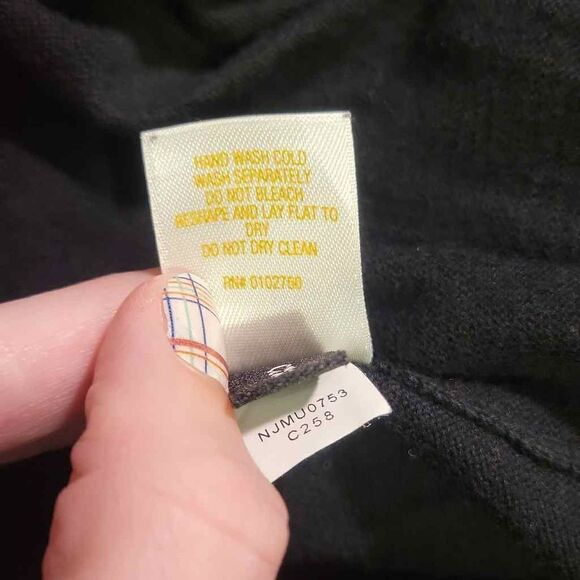 HAND WASH COLD
WASH SEPARATELY
DO NOT BLEACH
RESHAPE AND LAY FLAT TO
DRY
DO NOT DRY CLEAN
RN# 0102760
NJMU0753
C258